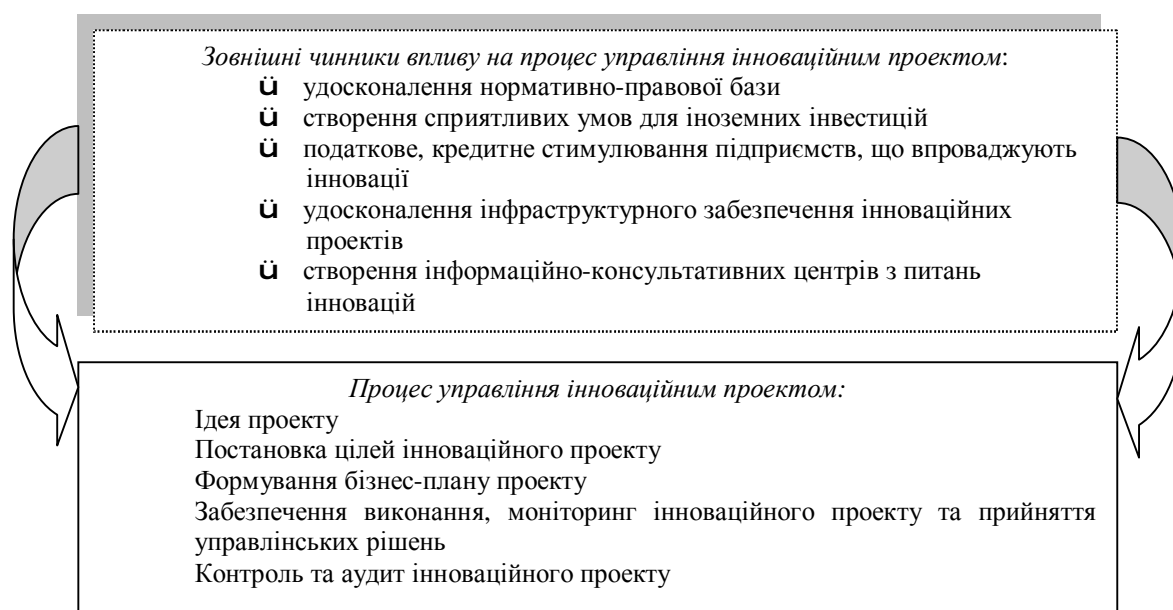 Зовнішні чинники впливу на процес управління інноваційним проектом:
ü удосконалення нормативно-правової бази
ü створення сприятливих умов для іноземних інвестицій
ü податкове, кредитне стимулювання підприємств, що впроваджують
інновації
ü удосконалення інфраструктурного забезпечення інноваційних
проектів
ü створення інформаційно-консультативних центрів з питань
інновацій
Процес управління інноваційним проектом:
Ідея проекту
Постановка цілей інноваційного проекту
Формування бізнес-плану проекту
Забезпечення виконання, моніторинг інноваційного проекту та прийняття
управлінських рішень
Контроль та аудит інноваційного проекту